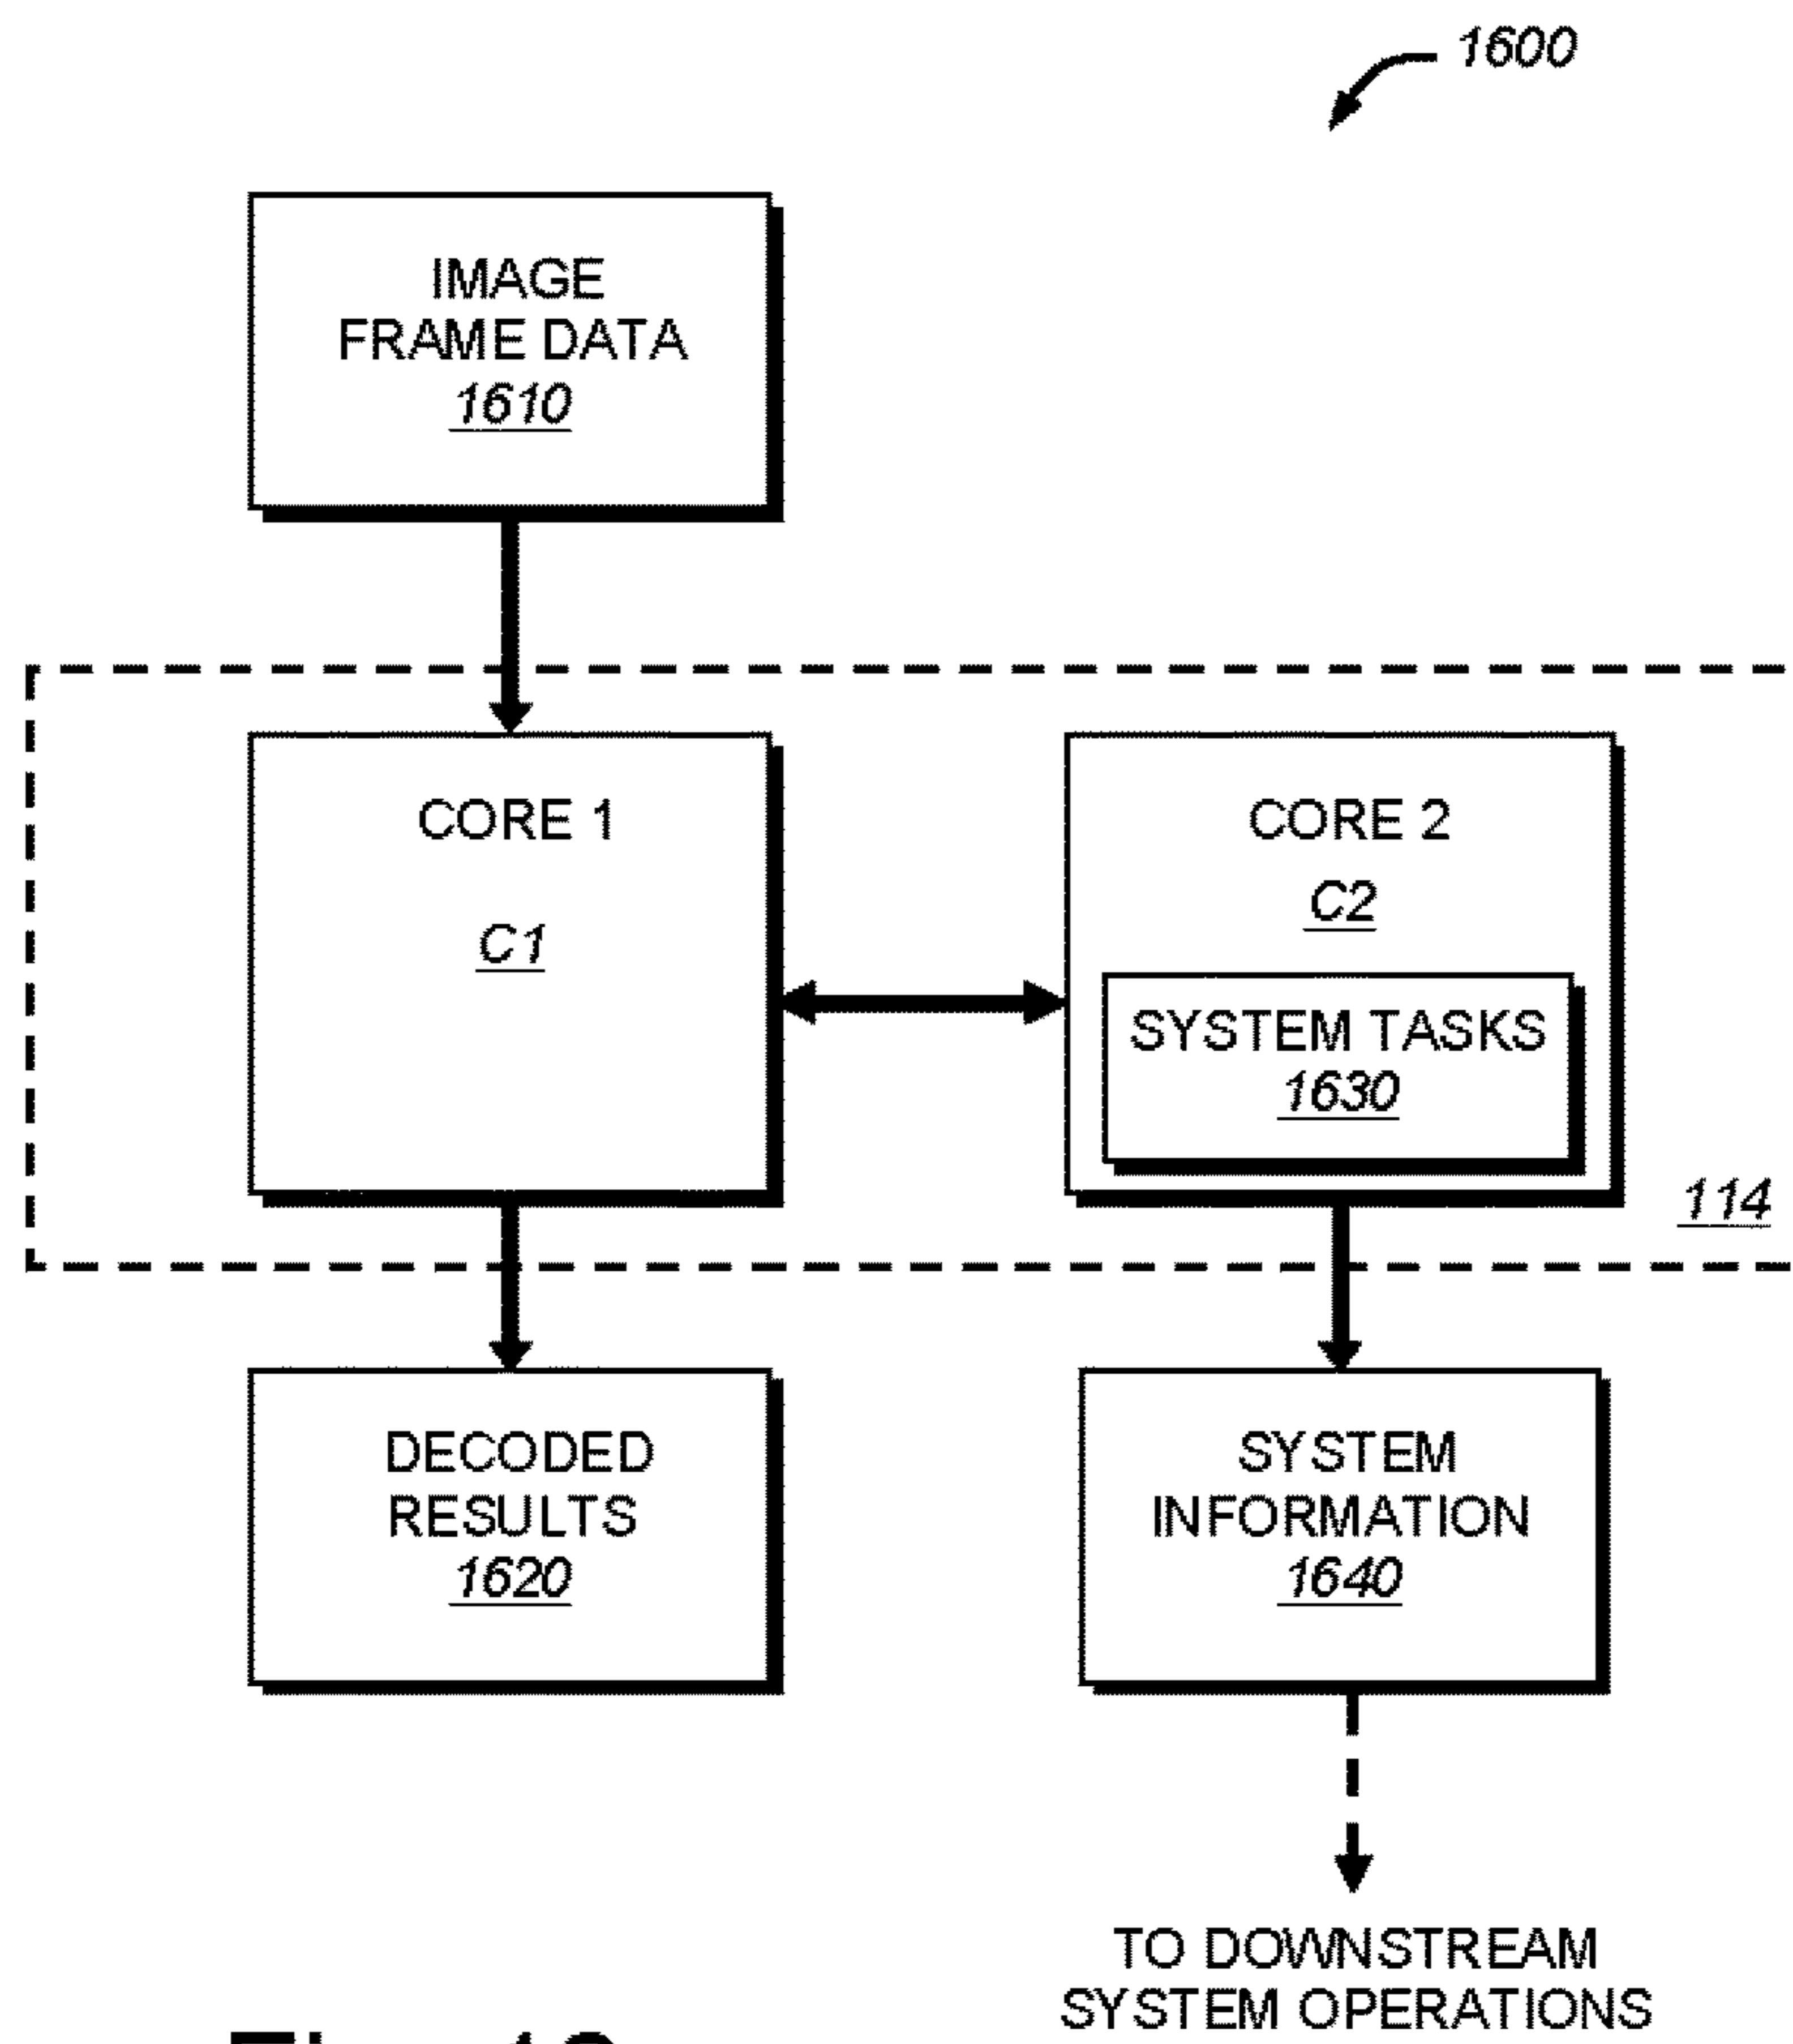 1600
IMAGE
FRAME DATA
1610
CORE 1
C1
CORE 2
C2
SYSTEM TASKS
1630
114
DECODED
RESULTS
1620
SYSTEM
INFORMATION
1640
TO DOWNSTREAM
SYSTEM OPERATIONS